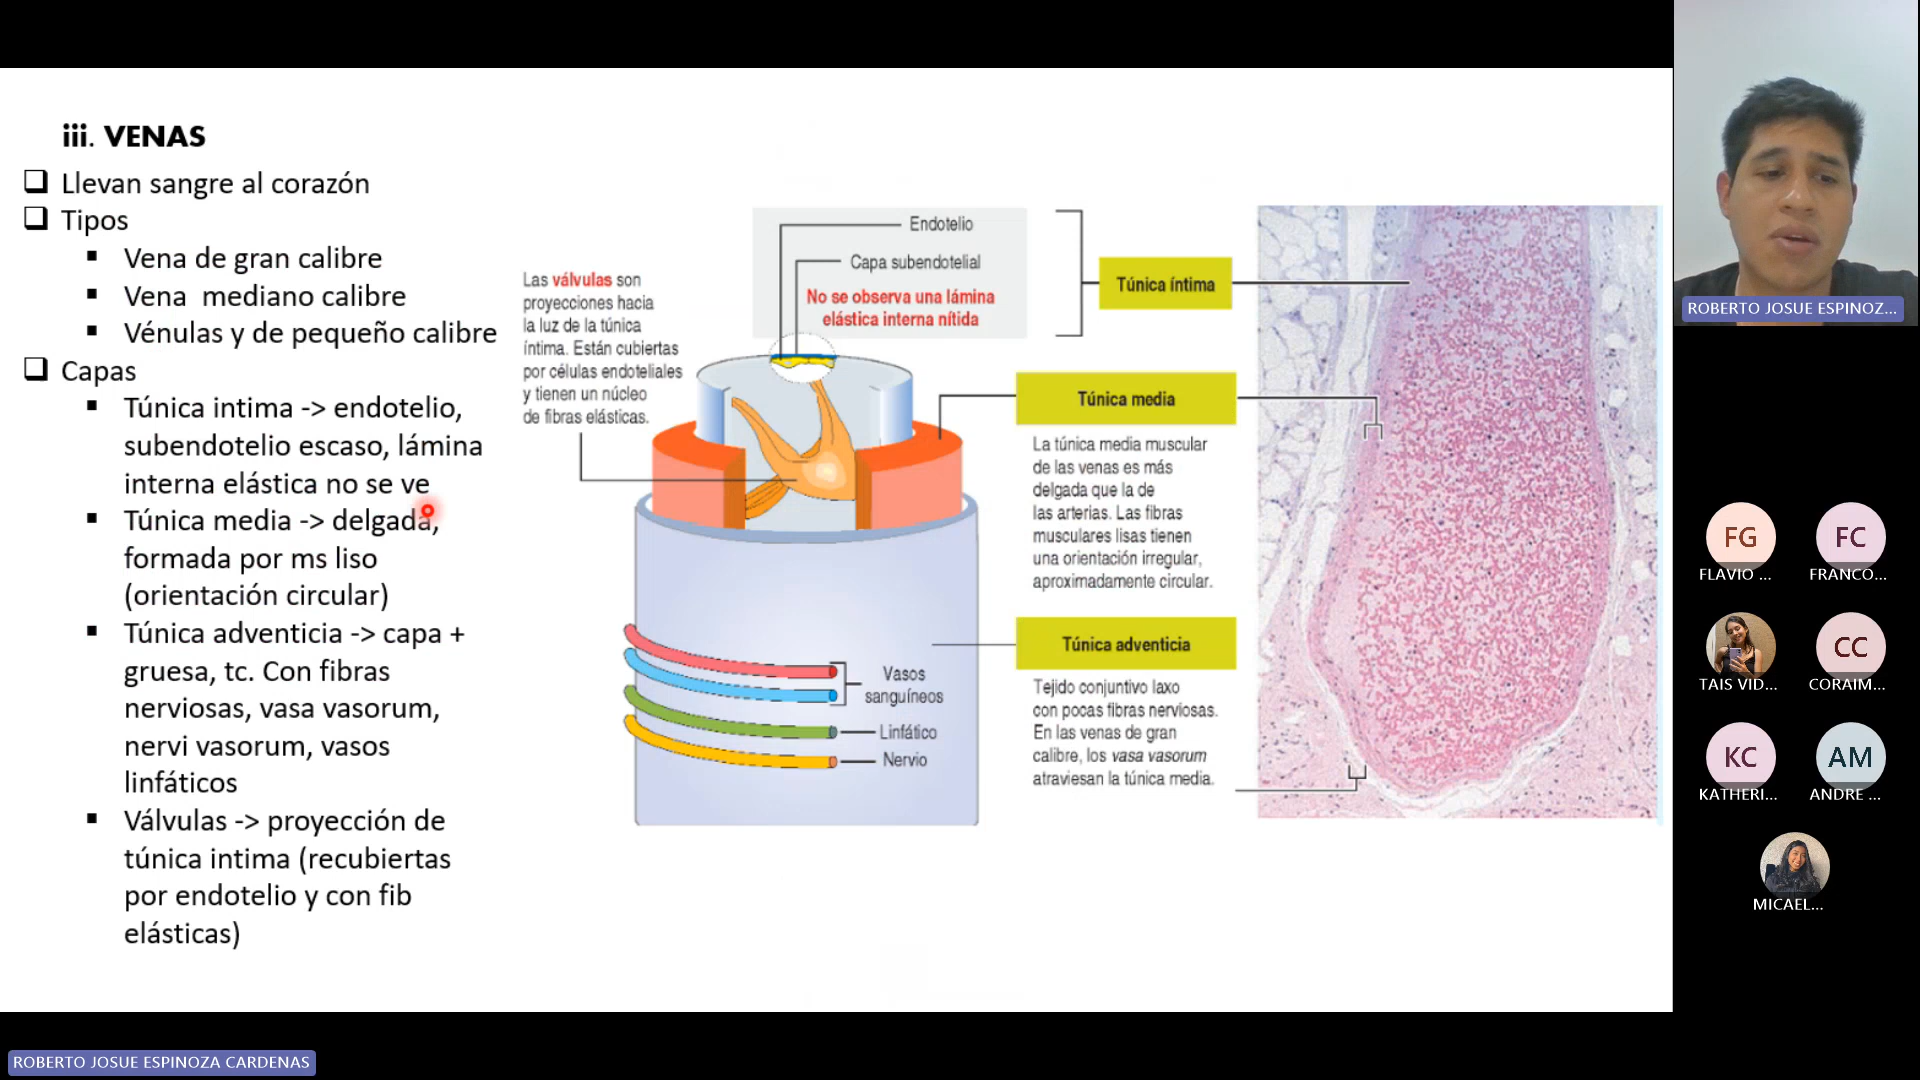 iii. VENAS
❑ Llevan sangre al corazón
❑ Tipos
▪ Vena de gran calibre
▪ Vena mediano calibre
▪ Vénulas y de pequeño calibre
❑ Capas
▪ Túnica intima -> endotelio,
subendotelio escaso, lámina
interna elástica no se ve
▪ Túnica media -> delgada,
formada por ms liso
(orientación circular)
▪ Túnica adventicia -> capa +
gruesa, tc. Con fibras
nerviosas, vasa vasorum,
nervi vasorum, vasos
linfáticos
▪ Válvulas -> proyección de
túnica intima (recubiertas
por endotelio y con fib
elásticas)
Las válvulas son
proyecciones hacia
la luz de la túnica
íntima. Están cubiertas
por células endoteliales
y tienen un núcleo
de fibras elásticas.
Endotelio
Capa subendotelial
No se observa una lámina
elástica interna nítida
Túnica íntima
Túnica media
La túnica media muscular
de las venas es más
delgada que la de
las arterias. Las fibras
musculares lisas tienen
una orientación irregular,
aproximadamente circular.
Túnica adventicia
Tejido conjuntivo laxo
con pocas fibras nerviosas.
En las venas de gran
calibre, los vasa vasorum
atraviesan la túnica media.
Vasos
sanguíneos
Linfático
Nervio
ROBERTO JOSUE ESPINOZ...
FG
FLAVIO ...
FC
FRANCO...
TAIS VID...
CC
CORAIM...
KC
KATHERI...
AM
ANDRE ...
MICAEL...
ROBERTO JOSUE ESPINOZA CARDENAS